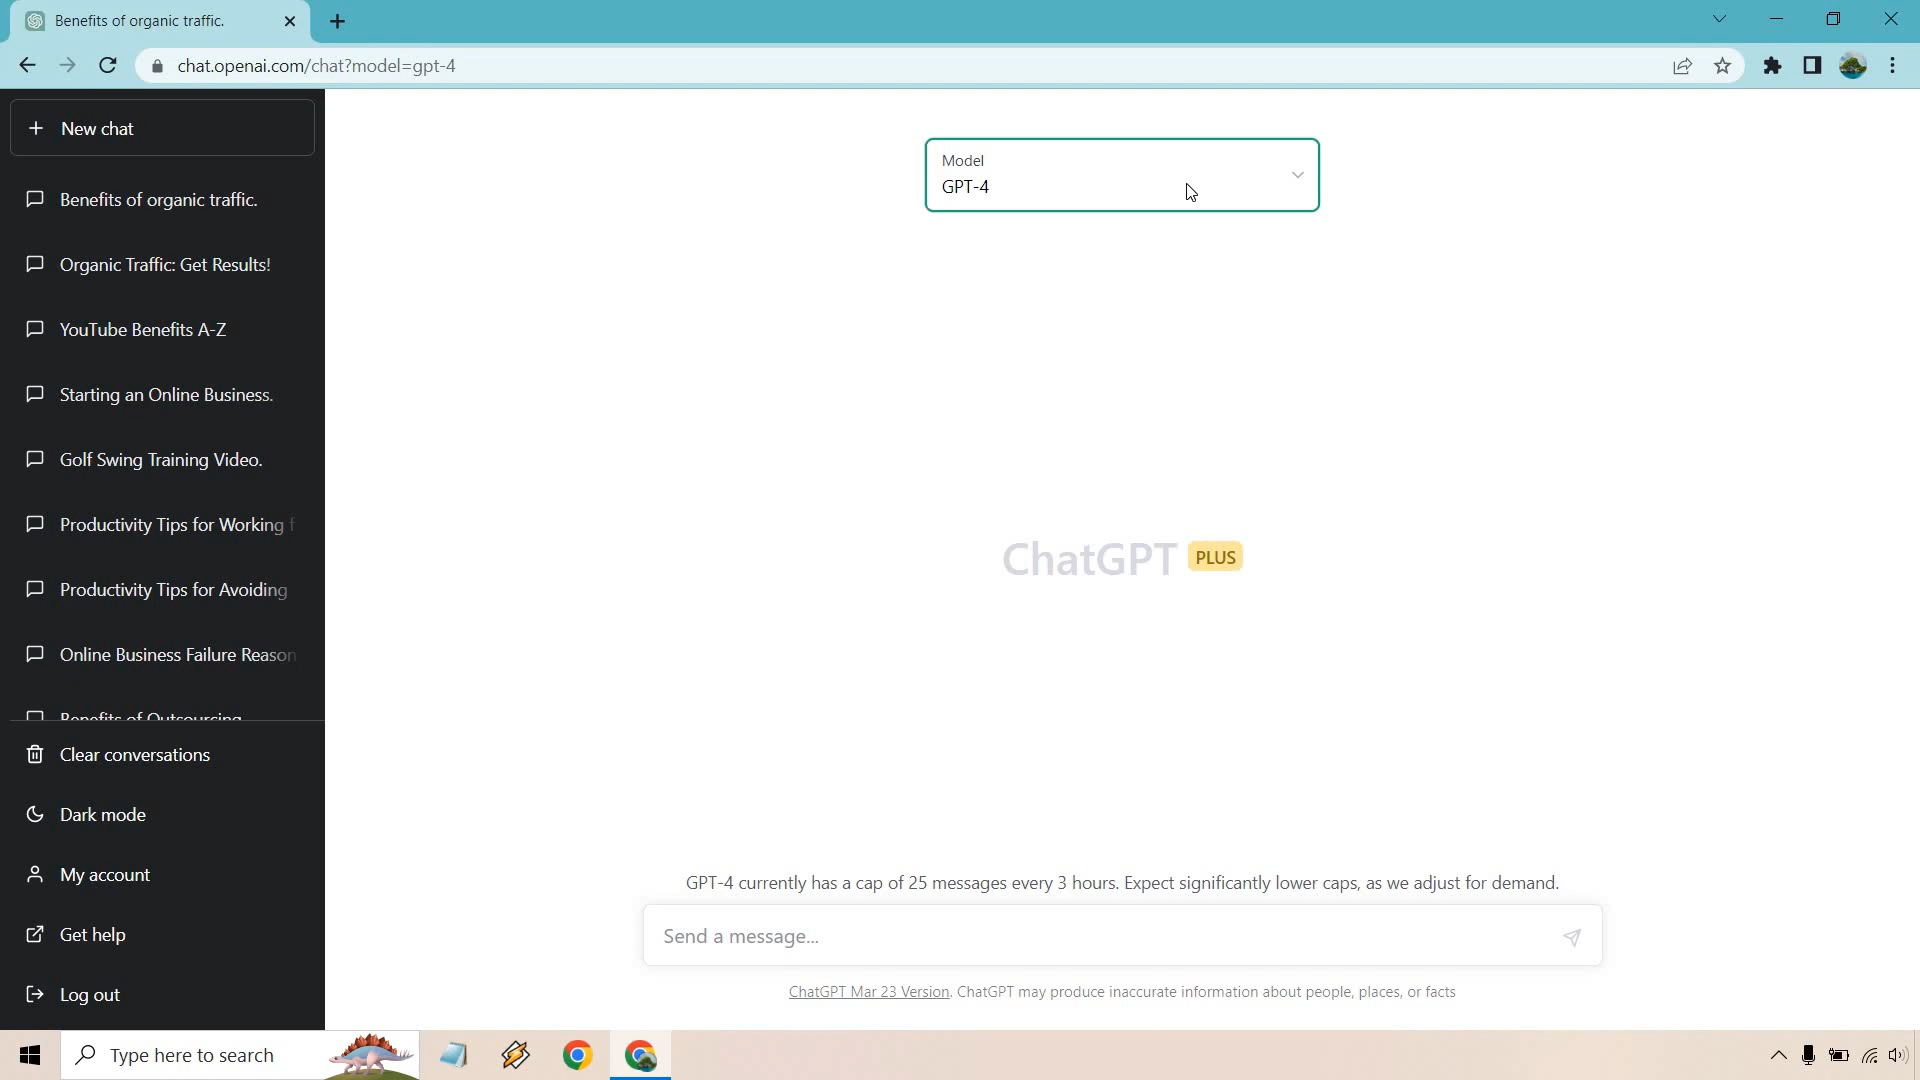 Benefits of organic traffic.
chat.openai.com/chat?model=gpt-4
New chat
Benefits of organic traffic.
Organic Traffic: Get Results!
YouTube Benefits A-Z
Starting an Online Business.
Golf Swing Training Video.
Productivity Tips for Working f
Productivity Tips for Avoiding
Online Business Failure Reason
Benefits of Outsourcing
Clear conversations
Dark mode
My account
Get help
Log out
Model
GPT-4
ChatGPT PLUS
GPT-4 currently has a cap of 25 messages every 3 hours. Expect significantly lower caps, as we adjust for demand.
Send a message...
ChatGPT Mar 23 Version. ChatGPT may produce inaccurate information about people, places, or facts
Type here to search